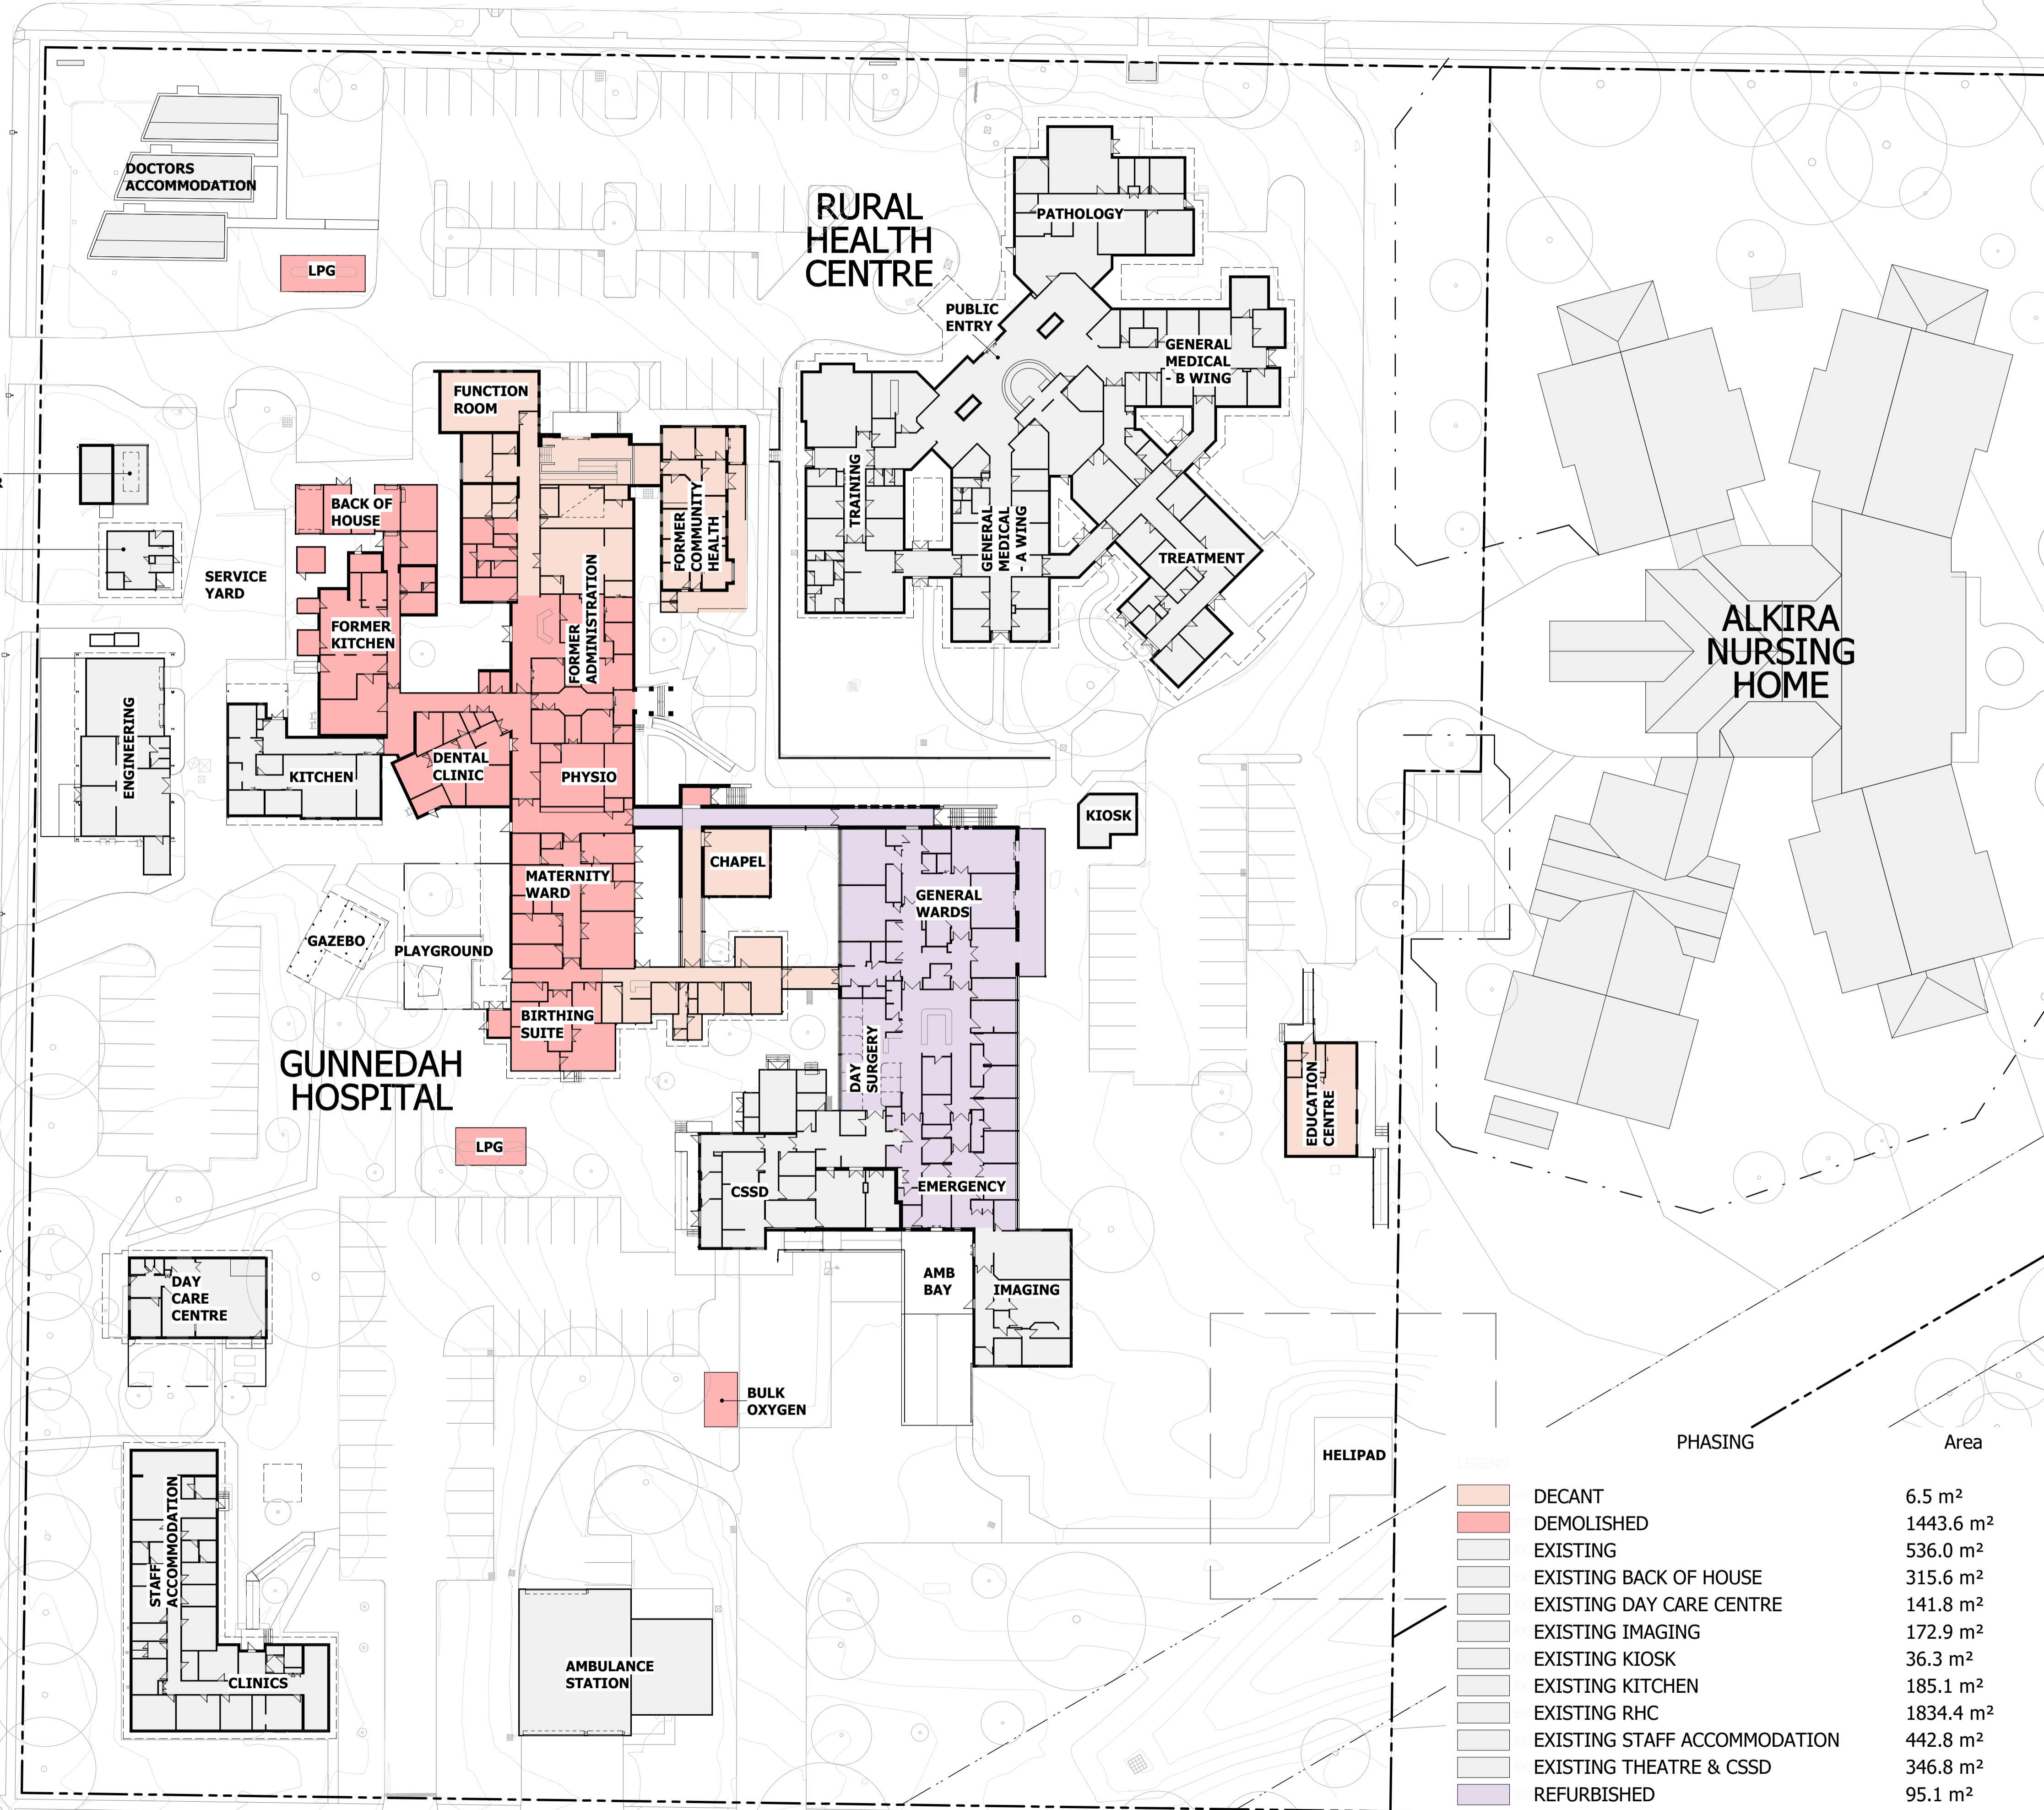 DOCTORS
ACCOMMODATION
LPG
RURAL
HEALTH
CENTRE
PATHOLOGY
PUBLIC
ENTRY
GENERAL
MEDICAL
- B WING
FUNCTION
ROOM
BACK OF
HOUSE
FORMER
COMMUNITY
HEALTH
TRAINING
GENERAL
MEDICAL
- A WING
TREATMENT
SERVICE
YARD
FORMER
KITCHEN
FORMER
ADMINISTRATION
ALKIRA
NURSING
HOME
ENGINEERING
KITCHEN
DENTAL
CLINIC
PHYSIO
KIOSK
CHAPEL
MATERNITY
WARD
GENERAL
WARDS
GAZEBO
PLAYGROUND
BIRTHING
SUITE
DAY
SURGERY
GUNNEDAH
HOSPITAL
EDUCATION
CENTRE
LPG
CSSD
EMERGENCY
DAY
CARE
CENTRE
AMB
BAY
IMAGING
BULK
OXYGEN
HELIPAD
STAFF
ACCOMMODATION
CLINICS
AMBULANCE
STATION
PHASING Area
LEGEND
DECANT 6.5 m²
DEMOLISHED 1443.6 m²
EXISTING 536.0 m²
EXISTING BACK OF HOUSE 315.6 m²
EXISTING DAY CARE CENTRE 141.8 m²
EXISTING IMAGING 172.9 m²
EXISTING KIOSK 36.3 m²
EXISTING KITCHEN 185.1 m²
EXISTING RHC 1834.4 m²
EXISTING STAFF ACCOMMODATION 442.8 m²
EXISTING THEATRE & CSSD 346.8 m²
REFURBISHED 95.1 m²